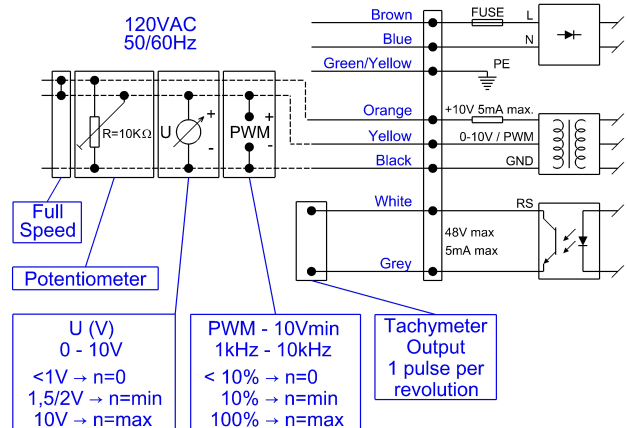 120VAC
50/60Hz
Brown
FUSE
L
Blue
N
Green/Yellow
PE
Orange
+10V 5mA max.
R=10KΩ
U
+
-
PWM
+
-
Yellow
0-10V / PWM
Black
GND
White
RS
48V max
5mA max
Grey
Full
Speed
Potentiometer
U (V)
0 - 10V
<1V → n=0
1,5/2V → n=min
10V → n=max
PWM - 10Vmin
1kHz - 10kHz
< 10% → n=0
10% → n=min
100% → n=max
Tachymeter
Output
1 pulse per
revolution